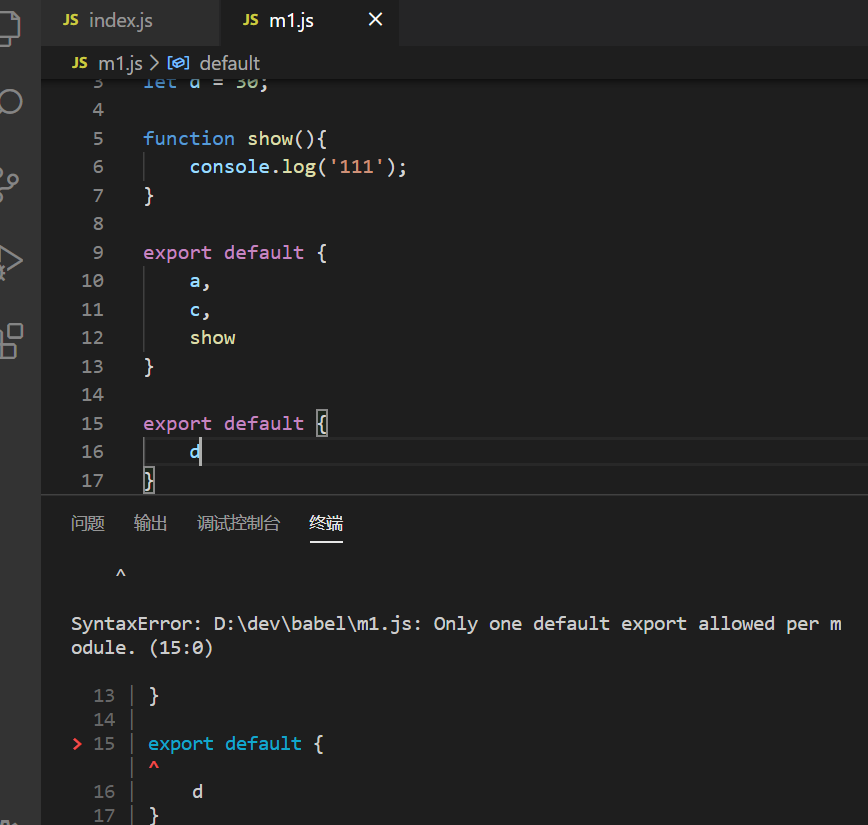 JS index.js JS m1.js ×
JS m1.js > default
3 let d = 30;
4
5 function show(){
6 console.log('111');
7 }
8
9 export default {
10 a,
11 c,
12 show
13 }
14
15 export default {
16 d
17 }
问题 输出 调试控制台 终端
^
SyntaxError: D:\dev\babel\m1.js: Only one default export allowed per m
odule. (15:0)
13 | }
14 |
> 15 | export default {
| ^
16 | d
17 | }